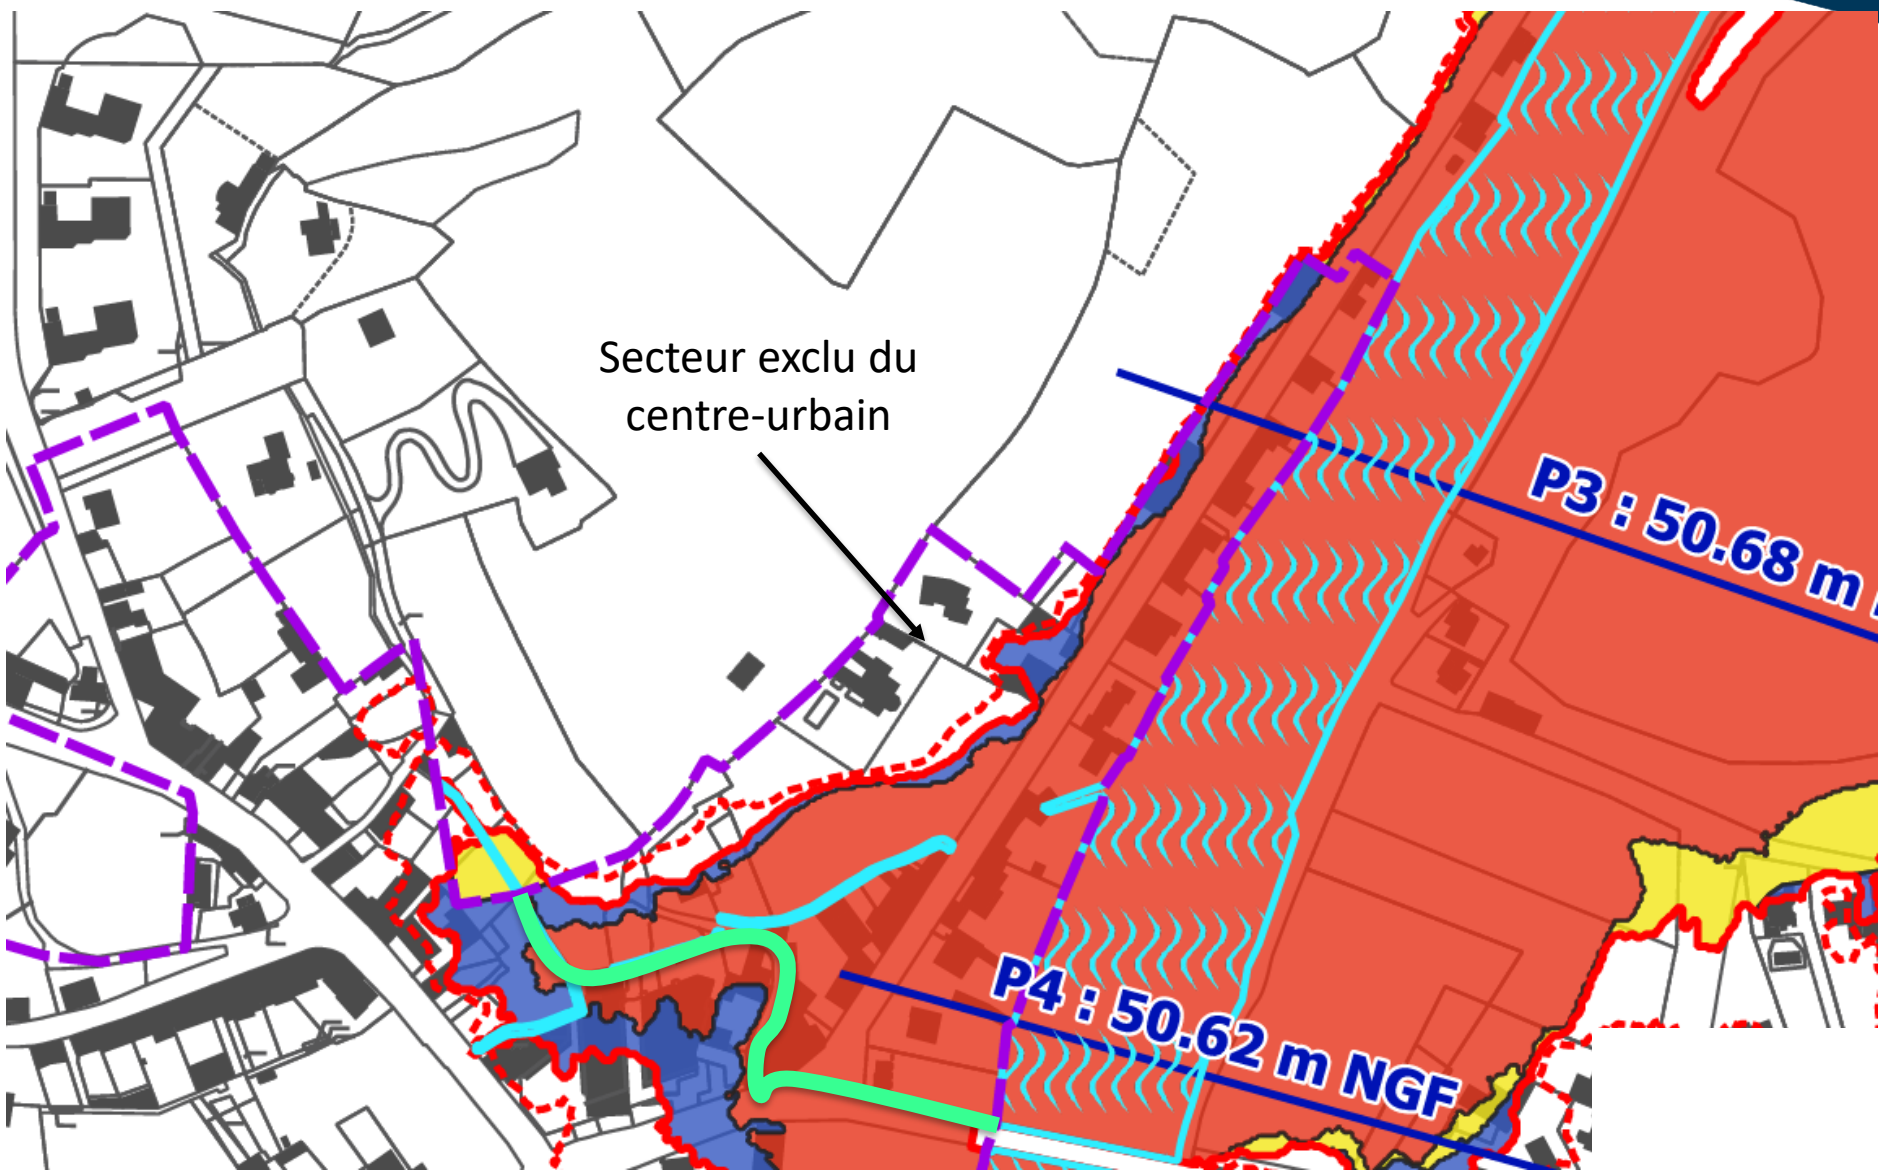 Secteur exclu du
centre-urbain
P3 : 50.68 m
P4 : 50.62 m NGF